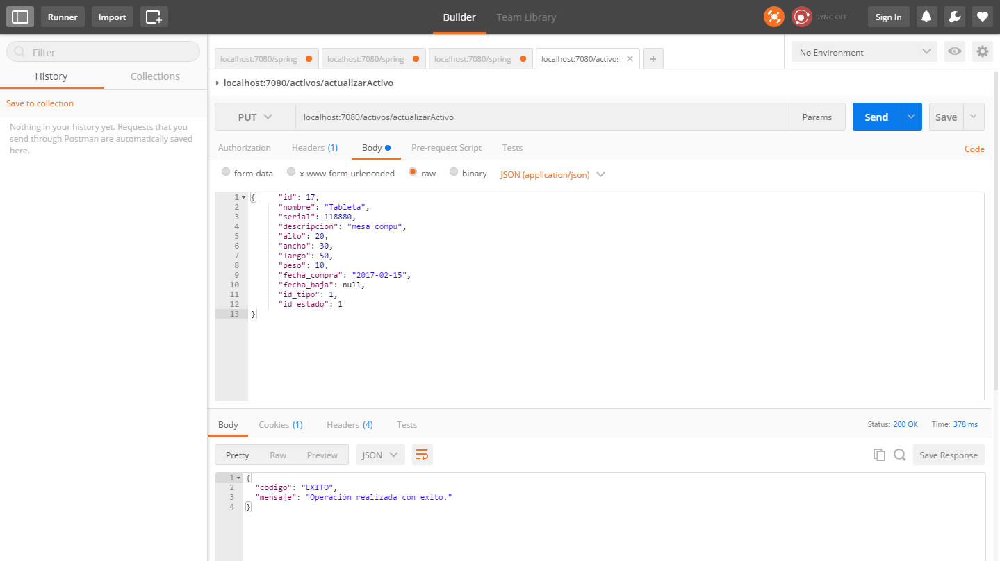 Runner
Import
Builder
Team Library
SYNC OFF
Sign In
Filter
History
Collections
Save to collection
Nothing in your history yet. Requests that you
send through Postman are automatically saved
here.
localhost:7080/spring
localhost:7080/spring
localhost:7080/spring
localhost:7080/activos
+
No Environment
localhost:7080/activos/actualizarActivo
PUT
localhost:7080/activos/actualizarActivo
Params
Send
Save
Authorization
Headers (1)
Body
Pre-request Script
Tests
Code
form-data
x-www-form-urlencoded
raw
binary
JSON (application/json)
1 { "id": 17,
2 "nombre": "Tableta",
3 "serial": 118880,
4 "descripcion": "mesa compu",
5 "alto": 20,
6 "ancho": 30,
7 "largo": 50,
8 "peso": 10,
9 "fecha_compra": "2017-02-15",
10 "fecha_baja": null,
11 "id_tipo": 1,
12 "id_estado": 1
13 }
Body
Cookies (1)
Headers (4)
Tests
Status: 200 OK
Time: 378 ms
Pretty
Raw
Preview
JSON
Save Response
1 {
2 "codigo": "EXITO",
3 "mensaje": "Operación realizada con exito."
4 }